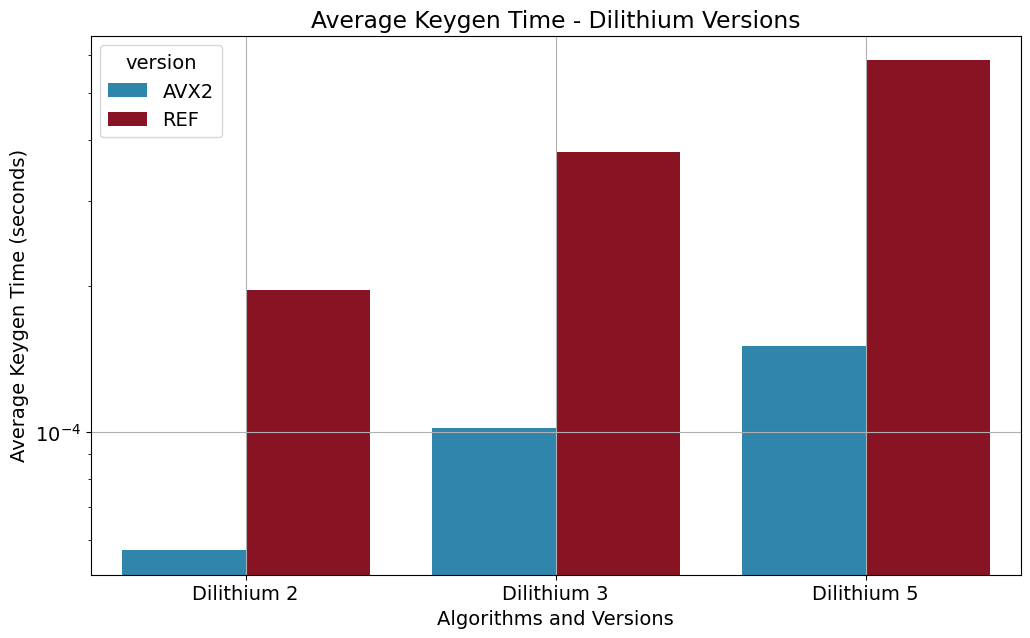 Average Keygen Time - Dilithium Versions
version
AVX2
REF
Average Keygen Time (seconds)
10⁻⁴
Dilithium 2
Dilithium 3
Dilithium 5
Algorithms and Versions